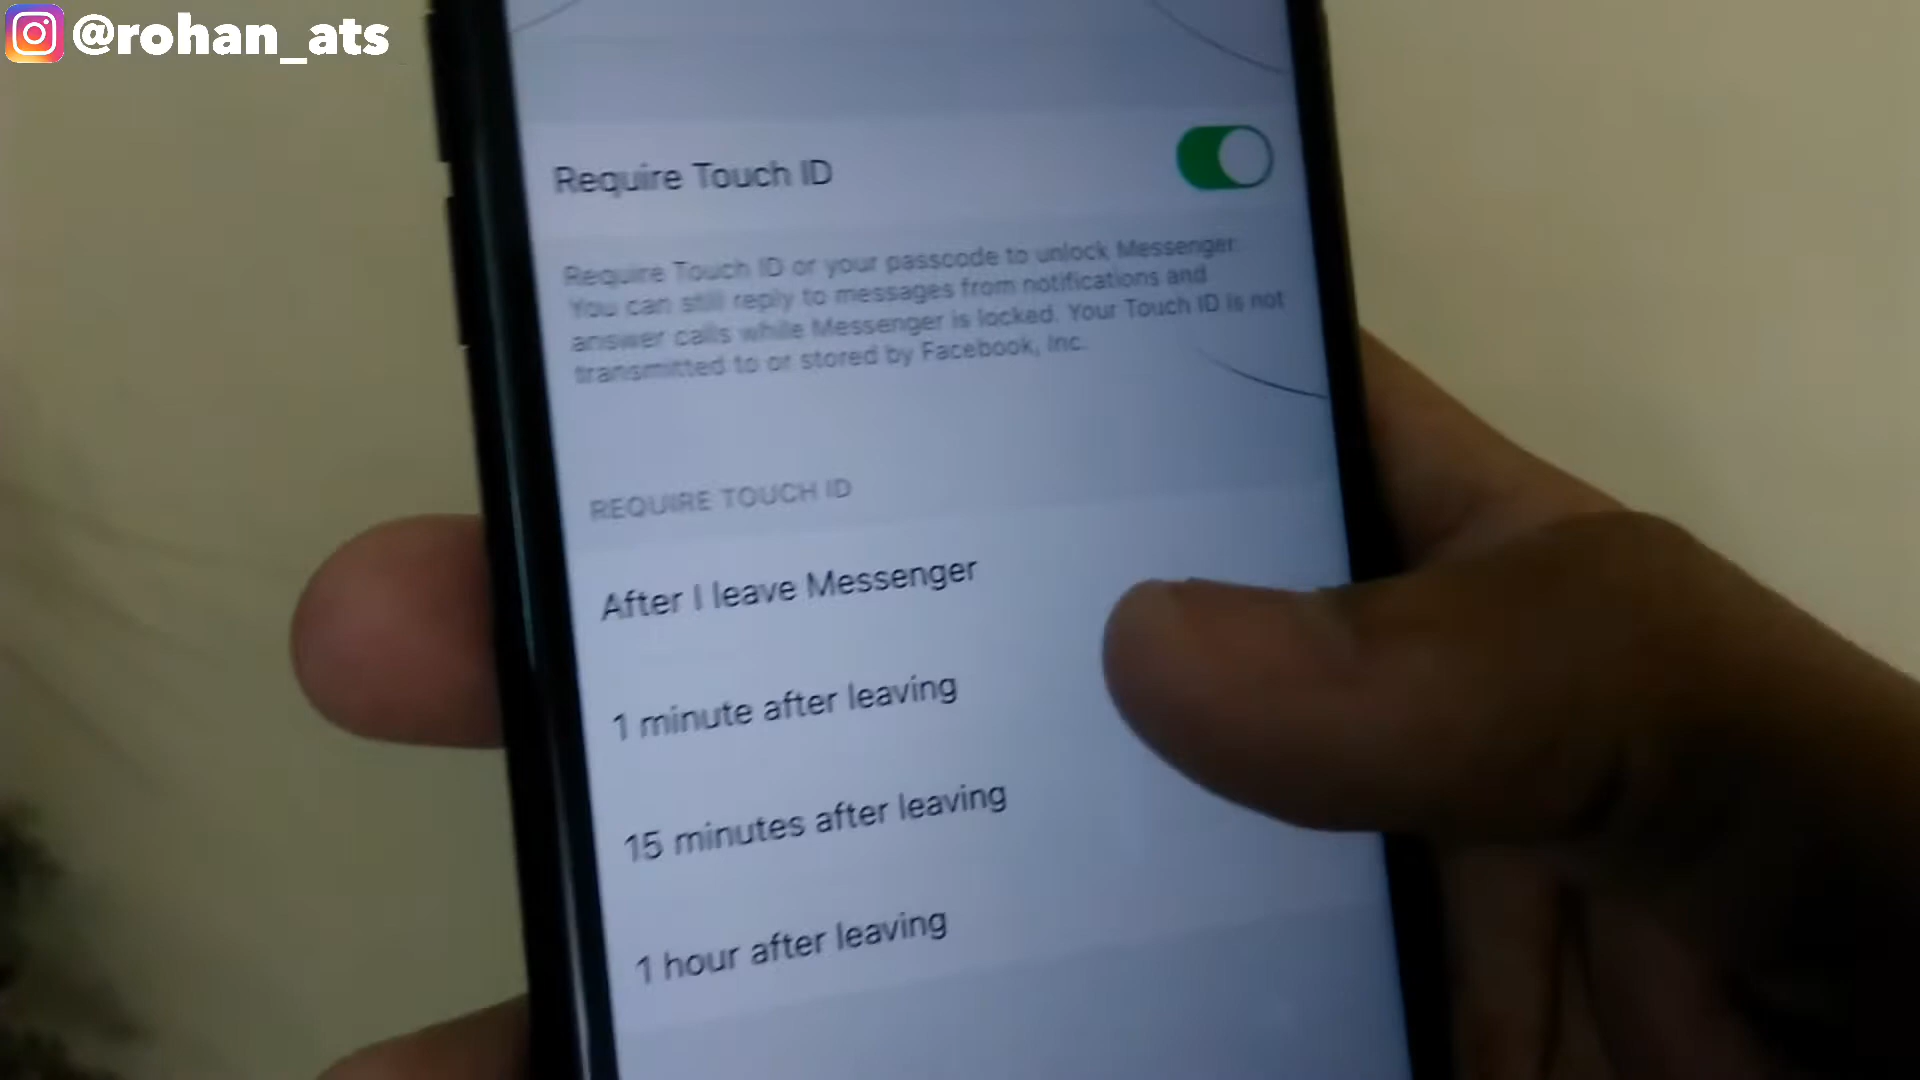 @rohan_ats
Require Touch ID
Require Touch ID or your passcode to unlock Messenger.
You can still reply to messages from notifications and
answer calls while Messenger is locked. Your Touch ID is not
transmitted to or stored by Facebook, Inc.
REQUIRE TOUCH ID
After I leave Messenger
1 minute after leaving
15 minutes after leaving
1 hour after leaving